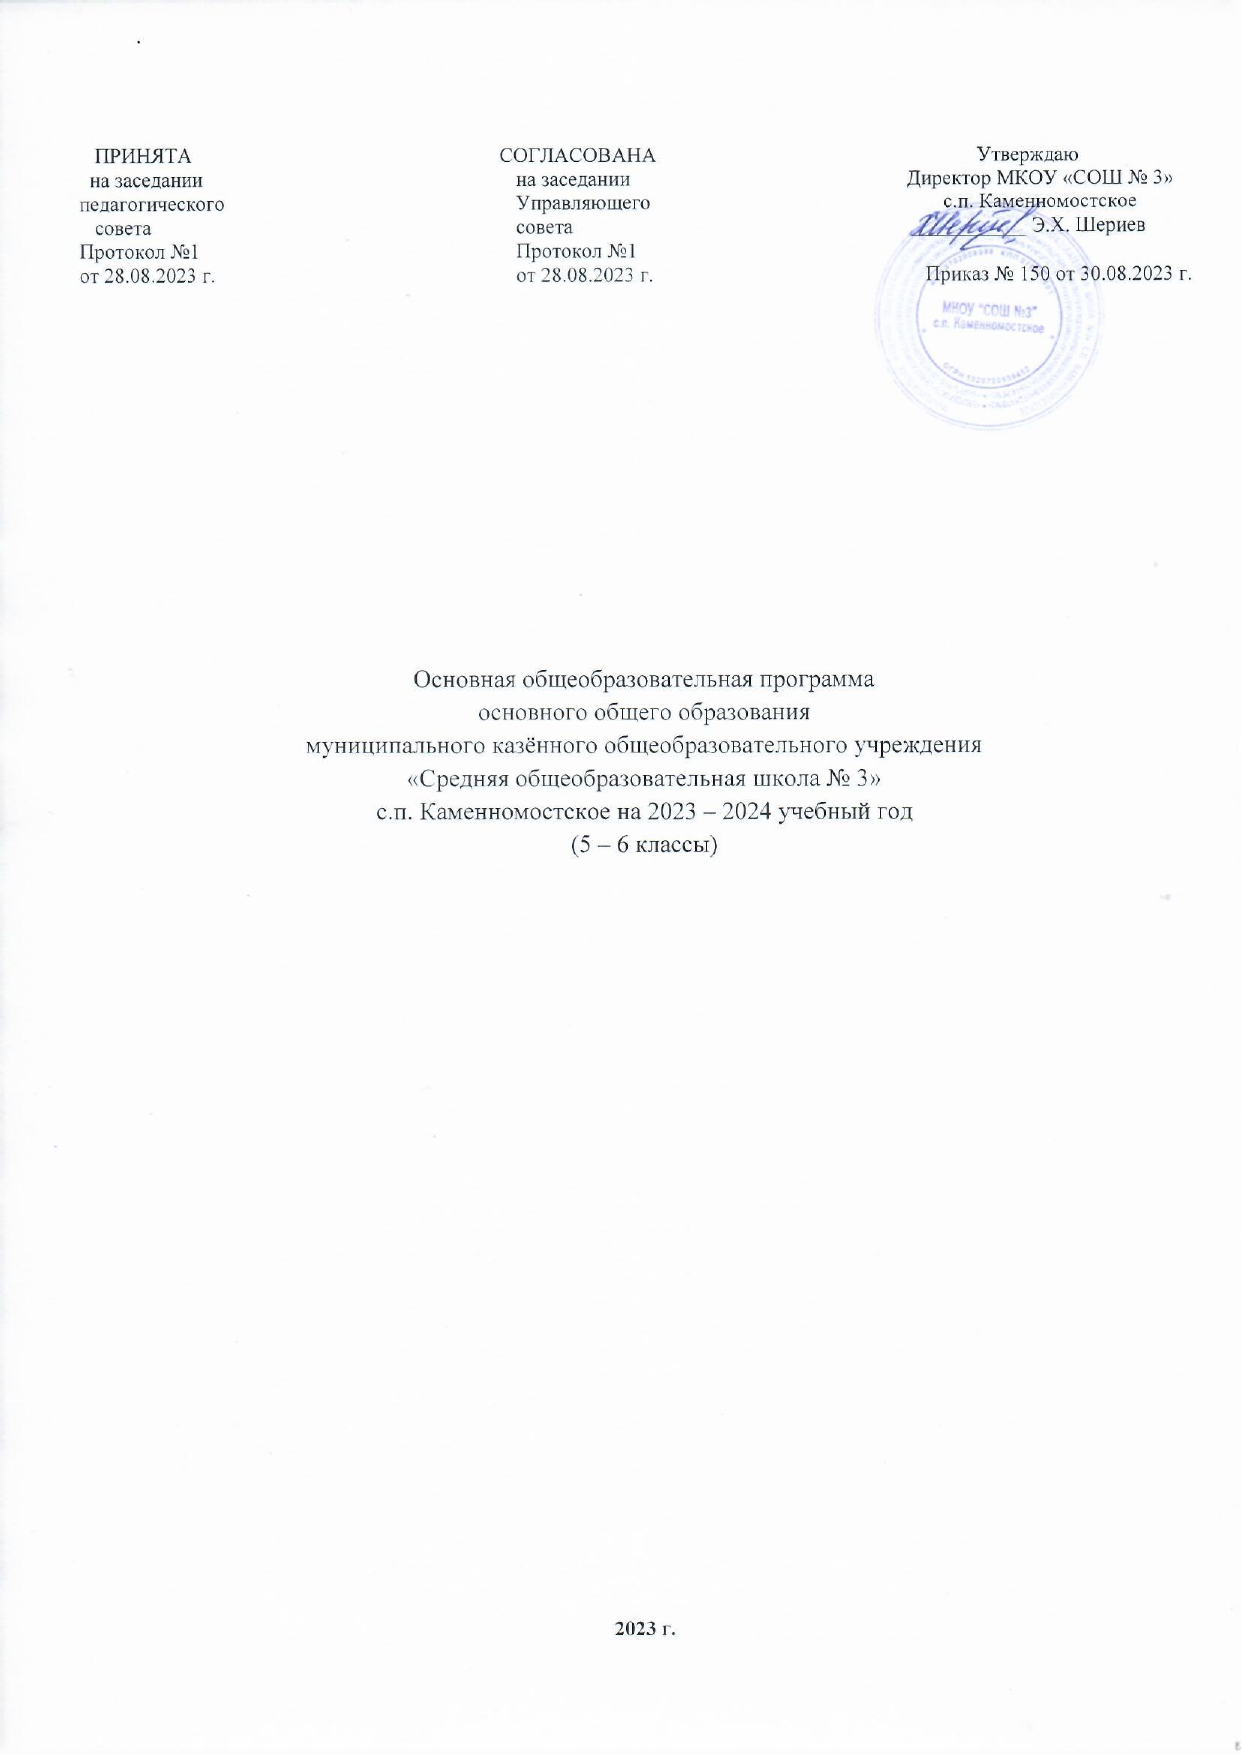 ПРИНЯТА
на заседании
педагогического
совета
Протокол №1
от 28.08.2023 г.
СОГЛАСОВАНА
на заседании
Управляющего
совета
Протокол №1
от 28.08.2023 г.
Утверждаю
Директор МКОУ «СОШ № 3»
с.п. Каменномостское
Э.Х. Шериев
Приказ № 150 от 30.08.2023 г.
МКОУ "СОШ №3"
с.п. Каменномостское
Основная общеобразовательная программа
основного общего образования
муниципального казённого общеобразовательного учреждения
«Средняя общеобразовательная школа № 3»
с.п. Каменномостское на 2023 – 2024 учебный год
(5 – 6 классы)
2023 г.